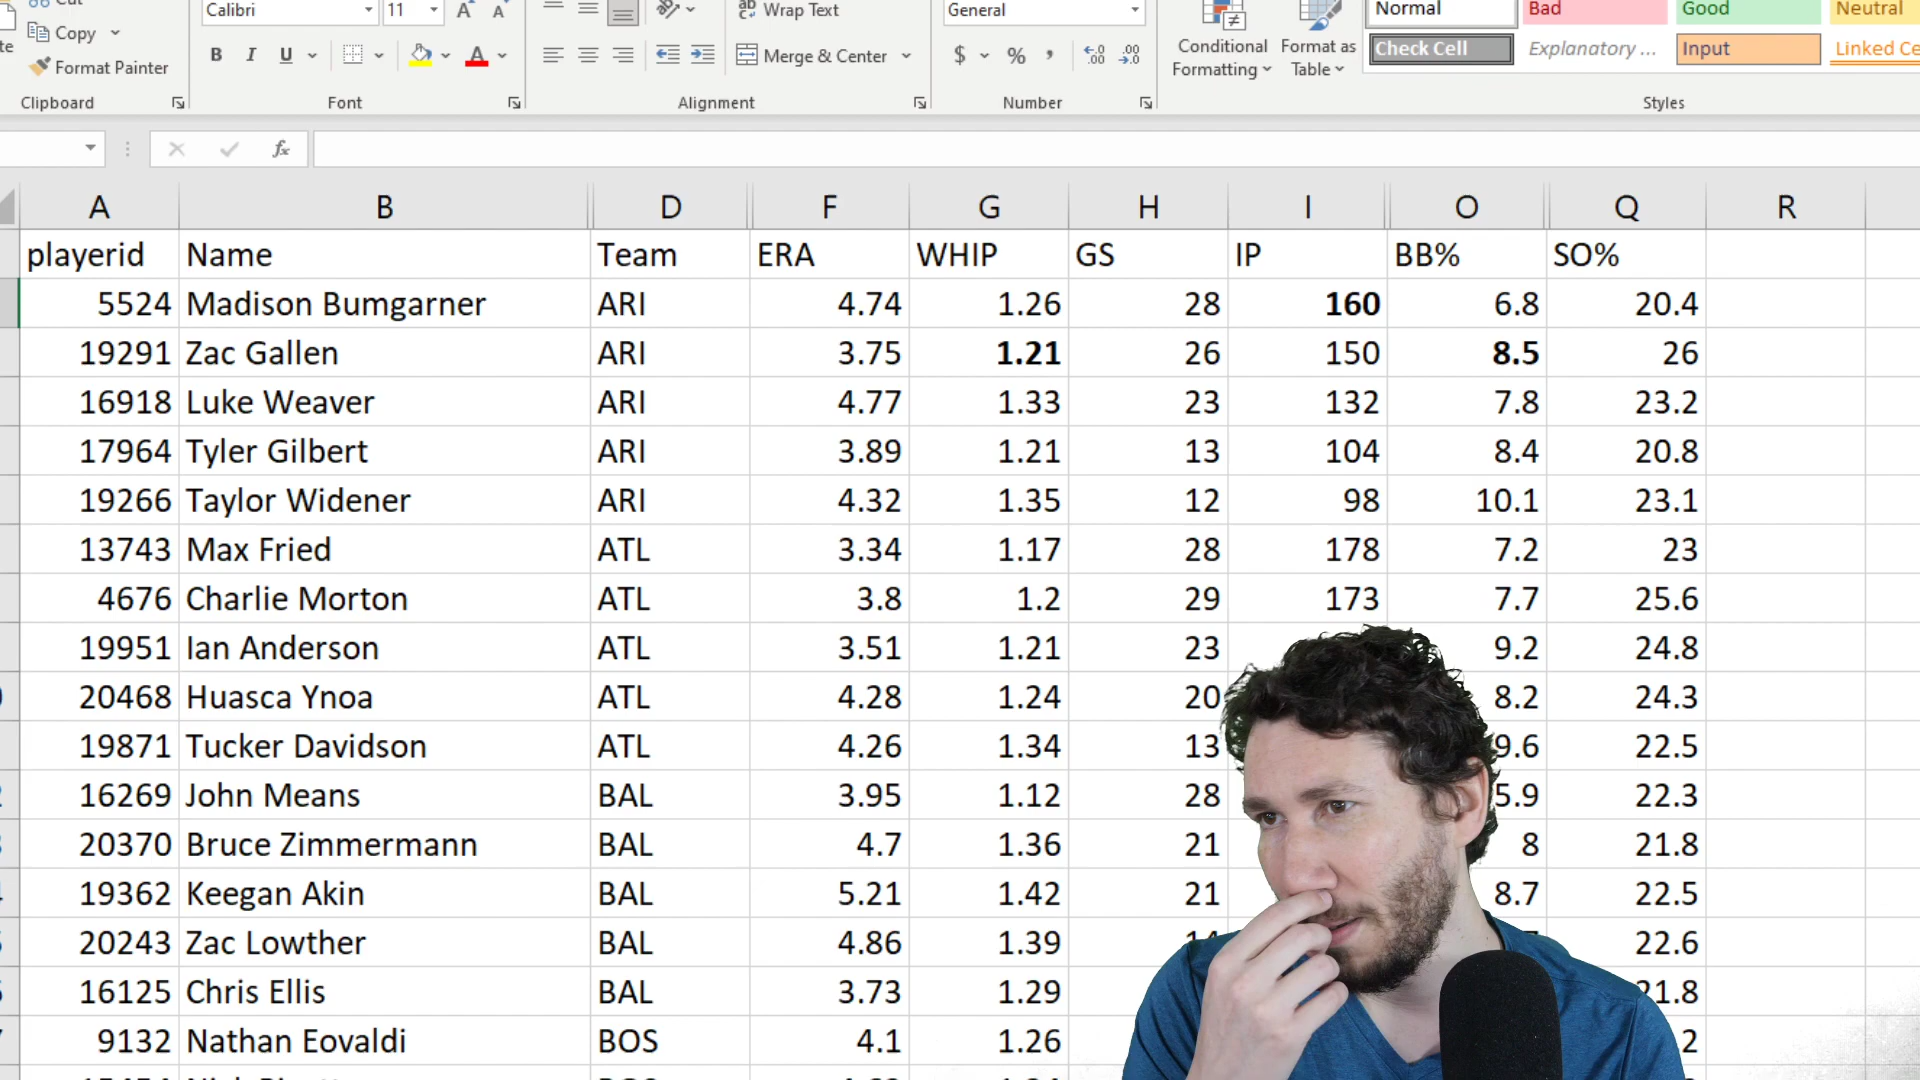 Cut
Calibri 11 Wrap Text General Normal Bad Good Neutral
Copy
B I U Merge & Center $ % , Conditional Formatting Format as Table Check Cell Explanatory ... Input Linked Ce
Format Painter
Clipboard Font Alignment Number Styles
fx
A B D F G H I O Q R
playerid Name Team ERA WHIP GS IP BB% SO%
5524 Madison Bumgarner ARI 4.74 1.26 28 160 6.8 20.4
19291 Zac Gallen ARI 3.75 1.21 26 150 8.5 26
16918 Luke Weaver ARI 4.77 1.33 23 132 7.8 23.2
17964 Tyler Gilbert ARI 3.89 1.21 13 104 8.4 20.8
19266 Taylor Widener ARI 4.32 1.35 12 98 10.1 23.1
13743 Max Fried ATL 3.34 1.17 28 178 7.2 23
4676 Charlie Morton ATL 3.8 1.2 29 173 7.7 25.6
19951 Ian Anderson ATL 3.51 1.21 23 9.2 24.8
20468 Huasca Ynoa ATL 4.28 1.24 20 8.2 24.3
19871 Tucker Davidson ATL 4.26 1.34 13 9.6 22.5
16269 John Means BAL 3.95 1.12 28 5.9 22.3
20370 Bruce Zimmermann BAL 4.7 1.36 21 8 21.8
19362 Keegan Akin BAL 5.21 1.42 21 8.7 22.5
20243 Zac Lowther BAL 4.86 1.39 22.6
16125 Chris Ellis BAL 3.73 1.29 21.8
9132 Nathan Eovaldi BOS 4.1 1.26